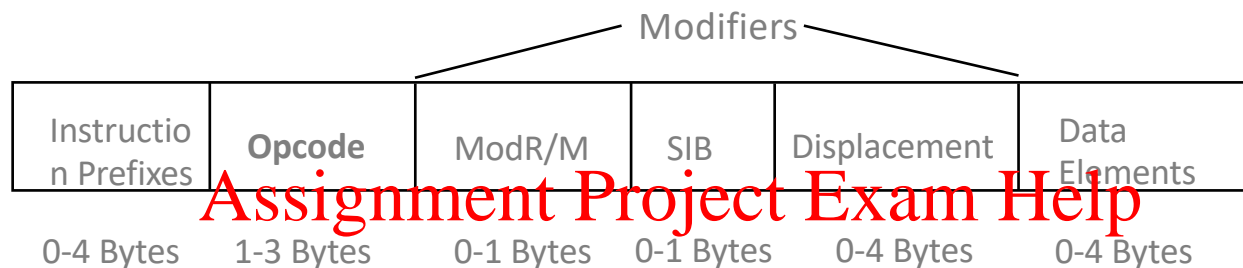 Modifiers
Instructio
n Prefixes
Opcode
ModR/M
SIB
Displacement
Data
Elements
Assignment Project Exam Help
0-4 Bytes 1-3 Bytes 0-1 Bytes 0-1 Bytes 0-4 Bytes 0-4 Bytes